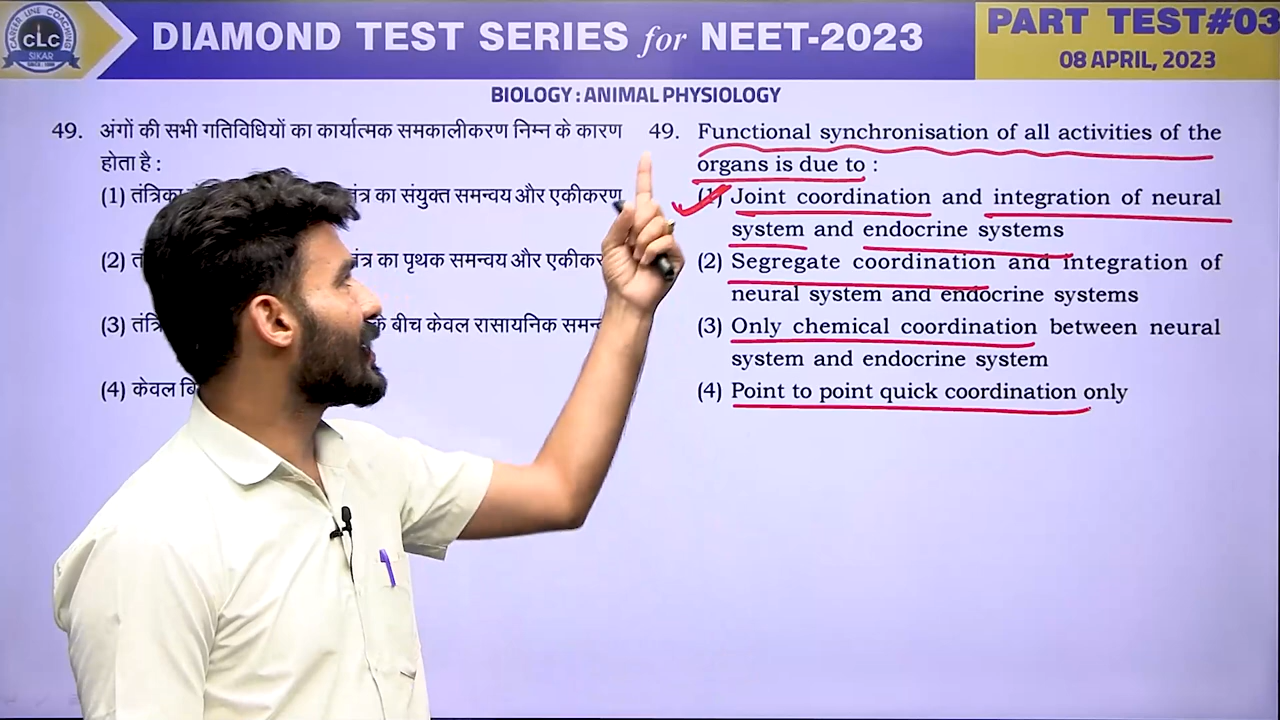 CAREER LINE COACHING
CLC
SIKAR
SINCE : 1996
DIAMOND TEST SERIES for NEET-2023
PART TEST#03
08 APRIL, 2023
BIOLOGY : ANIMAL PHYSIOLOGY
49. अंगों की सभी गतिविधियों का कार्यात्मक समकालीकरण निम्न के कारण
होता है :
(1) का संयुक्त समन्वय और एकीकरण
(2) का पृथक समन्वय और
(3) के बीच केवल रासायनिक
(4) केवल
49. Functional synchronisation of all activities of the
organs is due to :
(1) Joint coordination and integration of neural
system and endocrine systems
(2) Segregate coordination and integration of
neural system and endocrine systems
(3) Only chemical coordination between neural
system and endocrine system
(4) Point to point quick coordination only